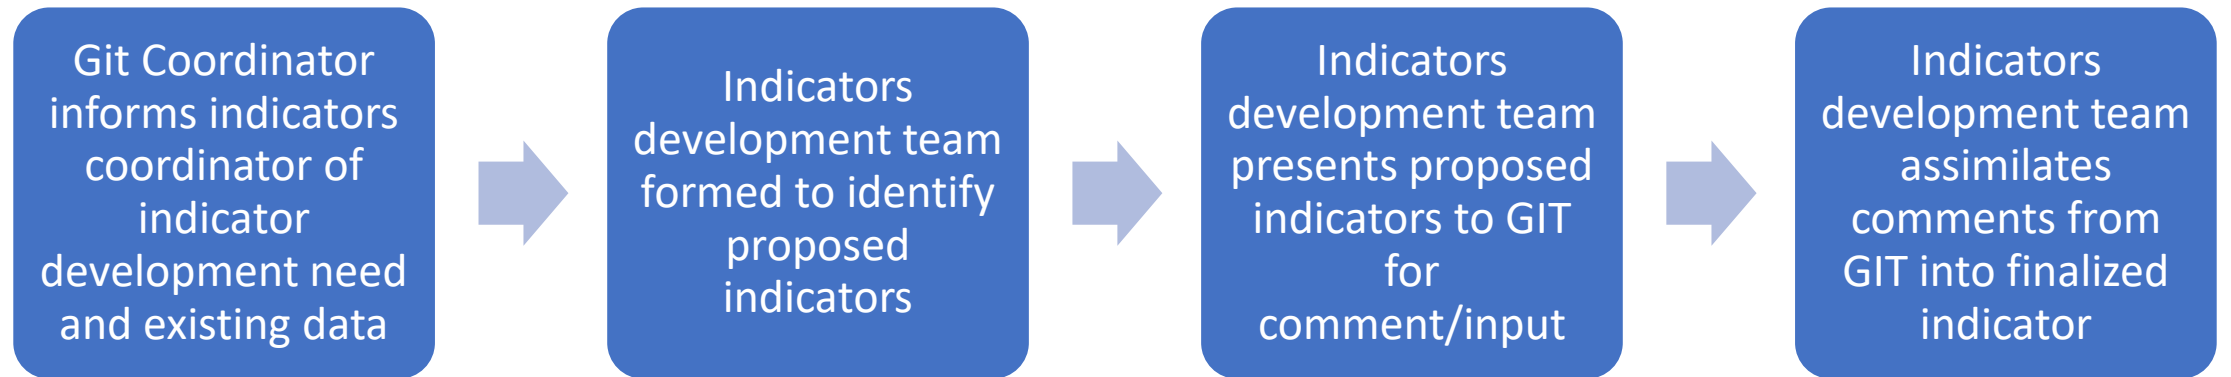 Git Coordinator
informs indicators
coordinator of
indicator
development need
and existing data
Indicators
development team
formed to identify
proposed
indicators
Indicators
development team
presents proposed
indicators to GIT
for
comment/input
Indicators
development team
assimilates
comments from
GIT into finalized
indicator